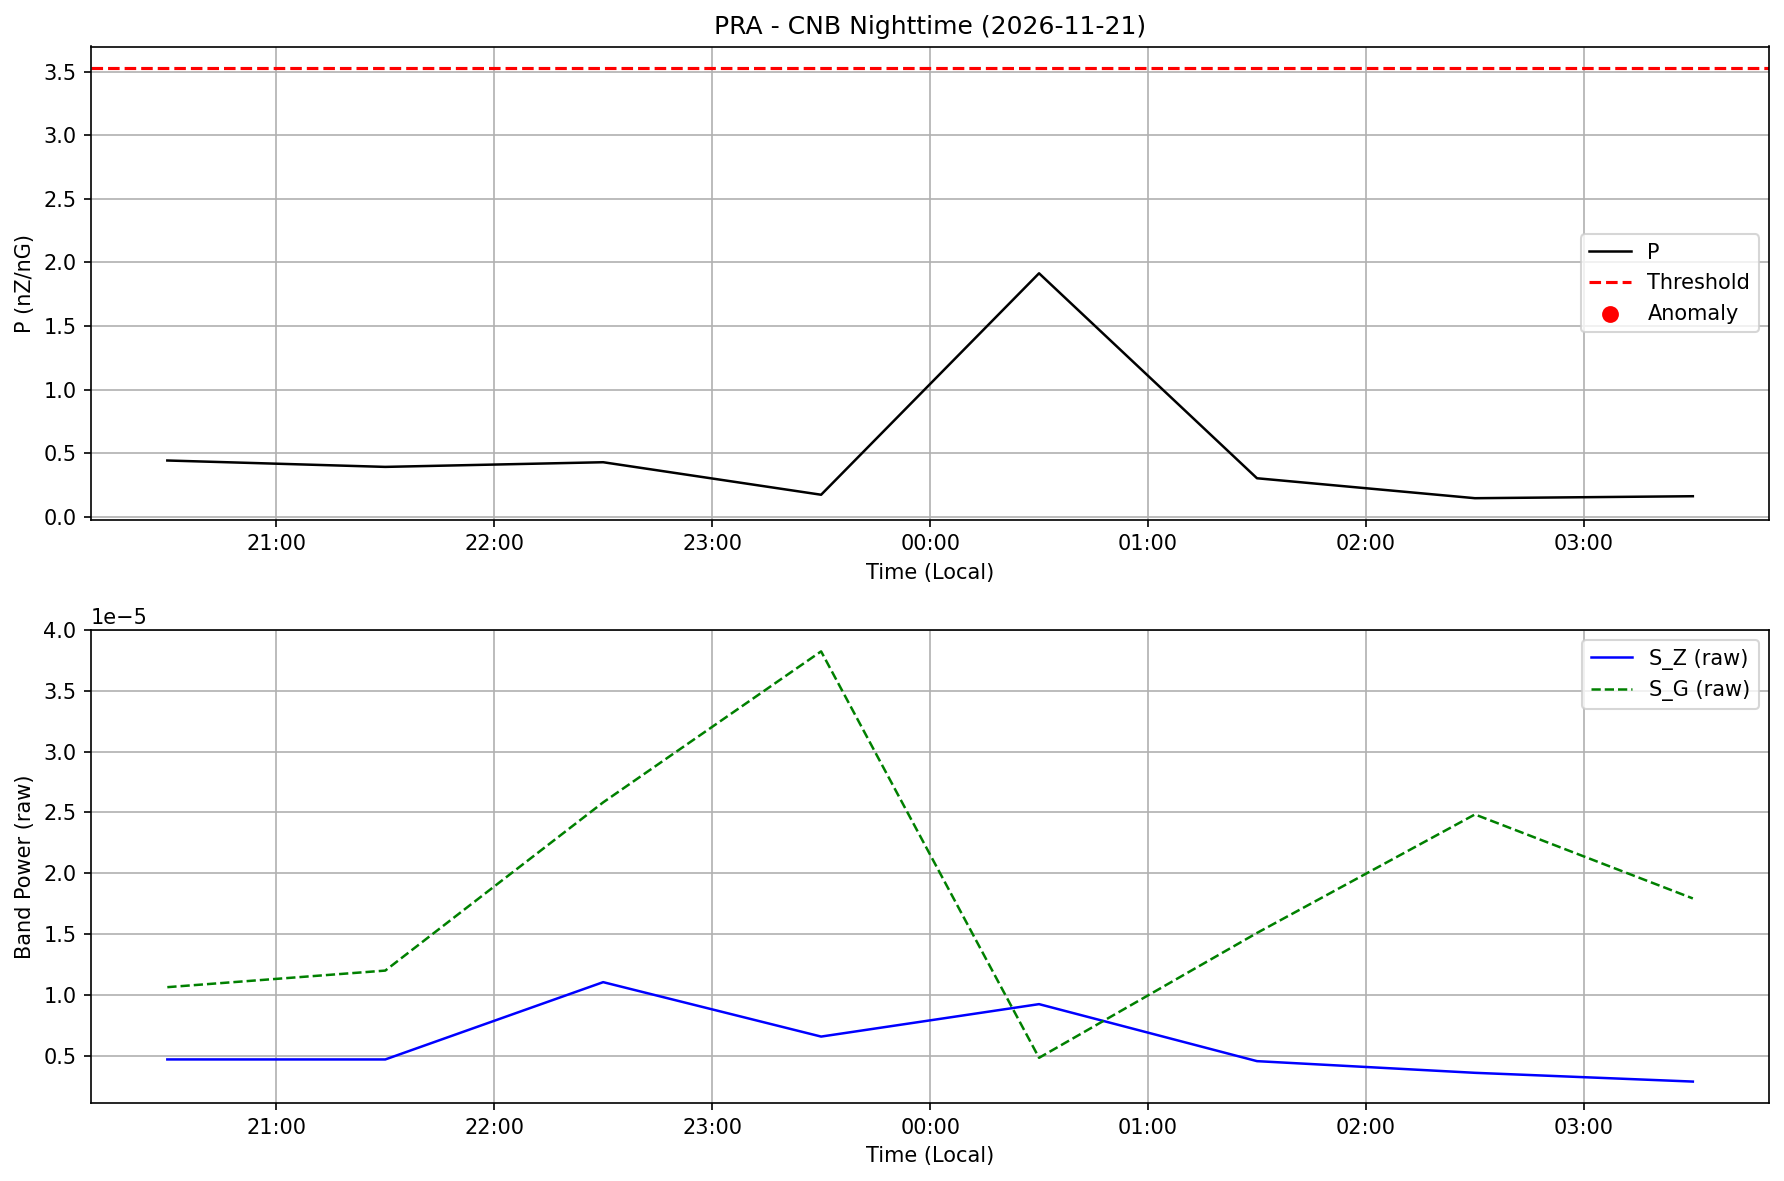 PRA - CNB Nighttime (2026-11-21)
P (nZ/nG)
3.5
3.0
2.5
2.0
1.5
1.0
0.5
0.0
P
Threshold
Anomaly
21:00 22:00 23:00 00:00 01:00 02:00 03:00
Time (Local)
1e−5
Band Power (raw)
4.0
3.5
3.0
2.5
2.0
1.5
1.0
0.5
S_Z (raw)
S_G (raw)
21:00 22:00 23:00 00:00 01:00 02:00 03:00
Time (Local)